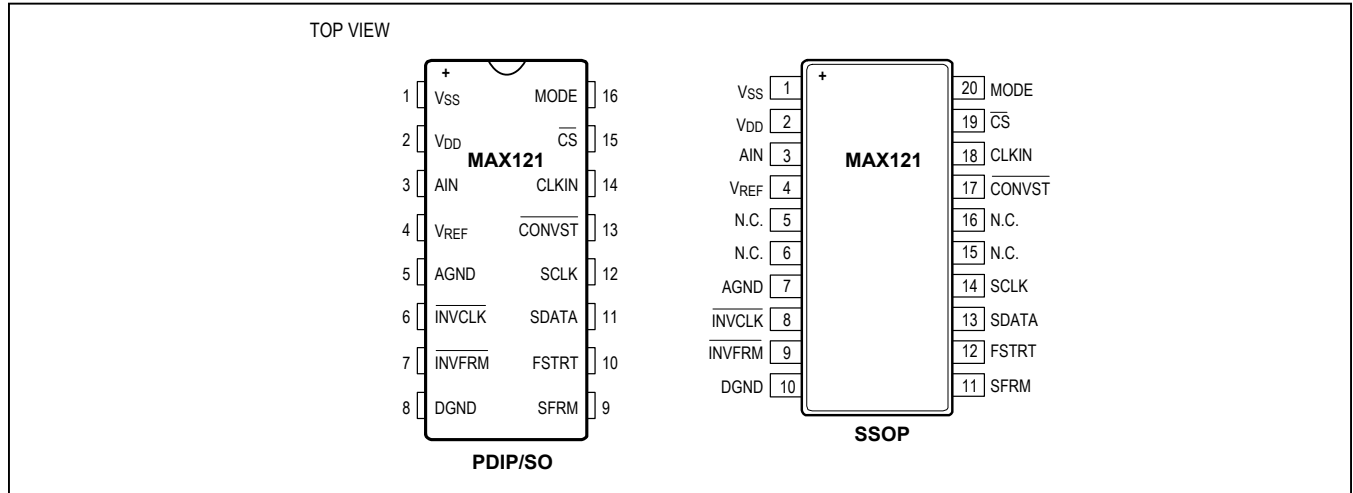 TOP VIEW
+
1 VSS MODE 16
2 VDD CS 15
MAX121
3 AIN CLKIN 14
4 VREF CONVST 13
5 AGND SCLK 12
6 INVCLK SDATA 11
7 INVFRM FSTRT 10
8 DGND SFRM 9
PDIP/SO
+
VSS 1 20 MODE
VDD 2 19 CS
AIN 3 MAX121 18 CLKIN
VREF 4 17 CONVST
N.C. 5 16 N.C.
N.C. 6 15 N.C.
AGND 7 14 SCLK
INVCLK 8 13 SDATA
INVFRM 9 12 FSTRT
DGND 10 11 SFRM
SSOP